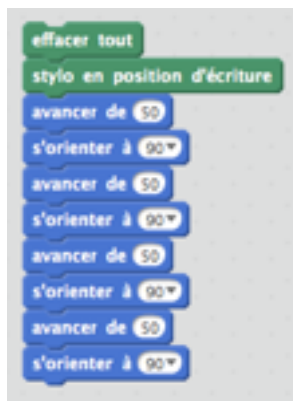 effacer tout
stylo en position d'écriture
avancer de 50
s'orienter à 90
avancer de 50
s'orienter à 90
avancer de 50
s'orienter à 90
avancer de 50
s'orienter à 90